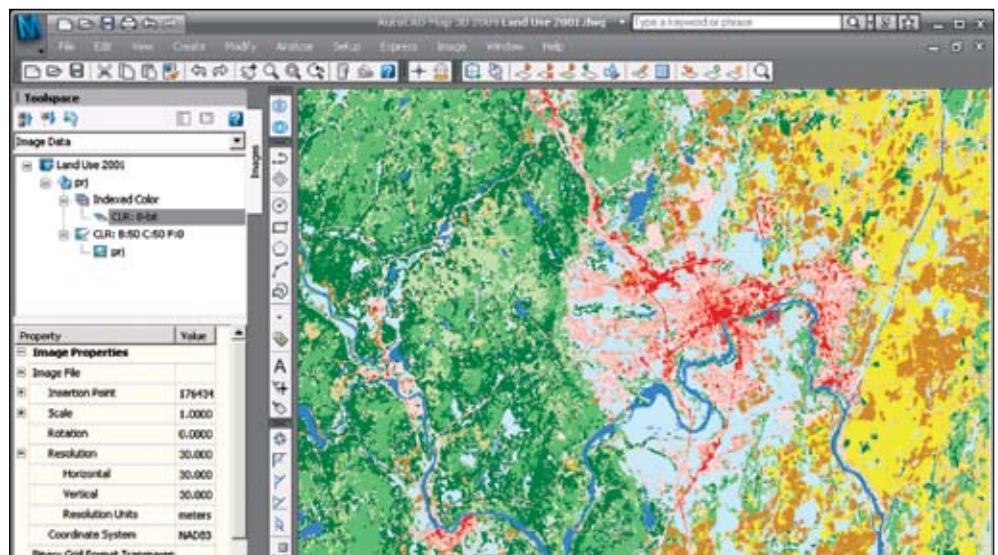 AutoCAD Map 3D 2009 Land Use 2001.dwg
Type a keyword or phrase
File Edit View Create Modify Analyze Setup Express Image Window Help
Toolspace
Image Data
Images
Land Use 2001
prj
Indexed Color
CLR: 8-bit
CLR: B:50 C:50 F:0
prj
Property Value
Image Properties
Image File
Insertion Point 176434
Scale 1.0000
Rotation 0.0000
Resolution 30.000
Horizontal 30.000
Vertical 30.000
Resolution Units meters
Coordinate System NAD83